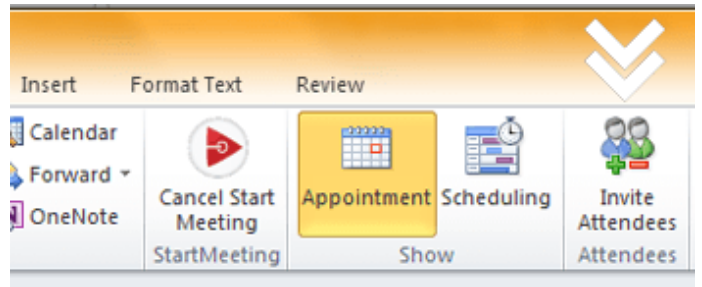 Insert Format Text Review
Calendar
Forward
OneNote
Cancel Start
Meeting
StartMeeting
Appointment
Scheduling
Show
Invite
Attendees
Attendees